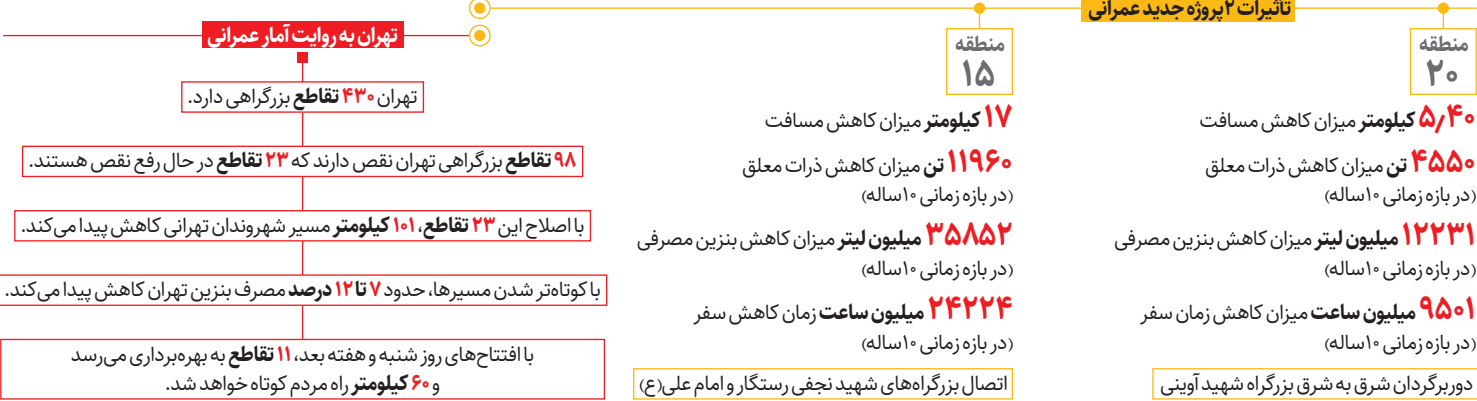 تأثیرات ۲ پروژه جدید عمرانی
منطقه
۲۰
۵٫۴۰ کیلومتر میزان کاهش مسافت
۴۵۵۰ تن میزان کاهش ذرات معلق
(در بازه زمانی ۱۰ساله)
۱۲۲۳۱ میلیون لیتر میزان کاهش بنزین مصرفی
(در بازه زمانی ۱۰ساله)
۹۵۰۱ میلیون ساعت میزان کاهش زمان سفر
(در بازه زمانی ۱۰ساله)
دوربرگردان شرق به شرق بزرگراه شهید آوینی
منطقه
۱۵
۱۷ کیلومتر میزان کاهش مسافت
۱۱۹۶۰ تن میزان کاهش ذرات معلق
(در بازه زمانی ۱۰ساله)
۳۵۸۵۲ میلیون لیتر میزان کاهش بنزین مصرفی
(در بازه زمانی ۱۰ساله)
۲۴۲۲۴ میلیون ساعت زمان کاهش سفر
(در بازه زمانی ۱۰ساله)
اتصال بزرگراه‌های شهید نجفی رستگار و امام علی(ع)
تهران به روایت آمار عمرانی
تهران ۴۳۰ تقاطع بزرگراهی دارد.
۹۸ تقاطع بزرگراهی تهران نقص دارند که ۲۳ تقاطع در حال رفع نقص هستند.
با اصلاح این ۲۳ تقاطع، ۱۰۱ کیلومتر مسیر شهروندان تهرانی کاهش پیدا می‌کند.
با کوتاه‌تر شدن مسیرها، حدود ۷ تا ۱۲ درصد مصرف بنزین تهران کاهش پیدا می‌کند.
با افتتاح‌های روز شنبه و هفته بعد، ۱۱ تقاطع به بهره‌برداری می‌رسد
و ۶۰ کیلومتر راه مردم کوتاه خواهد شد.